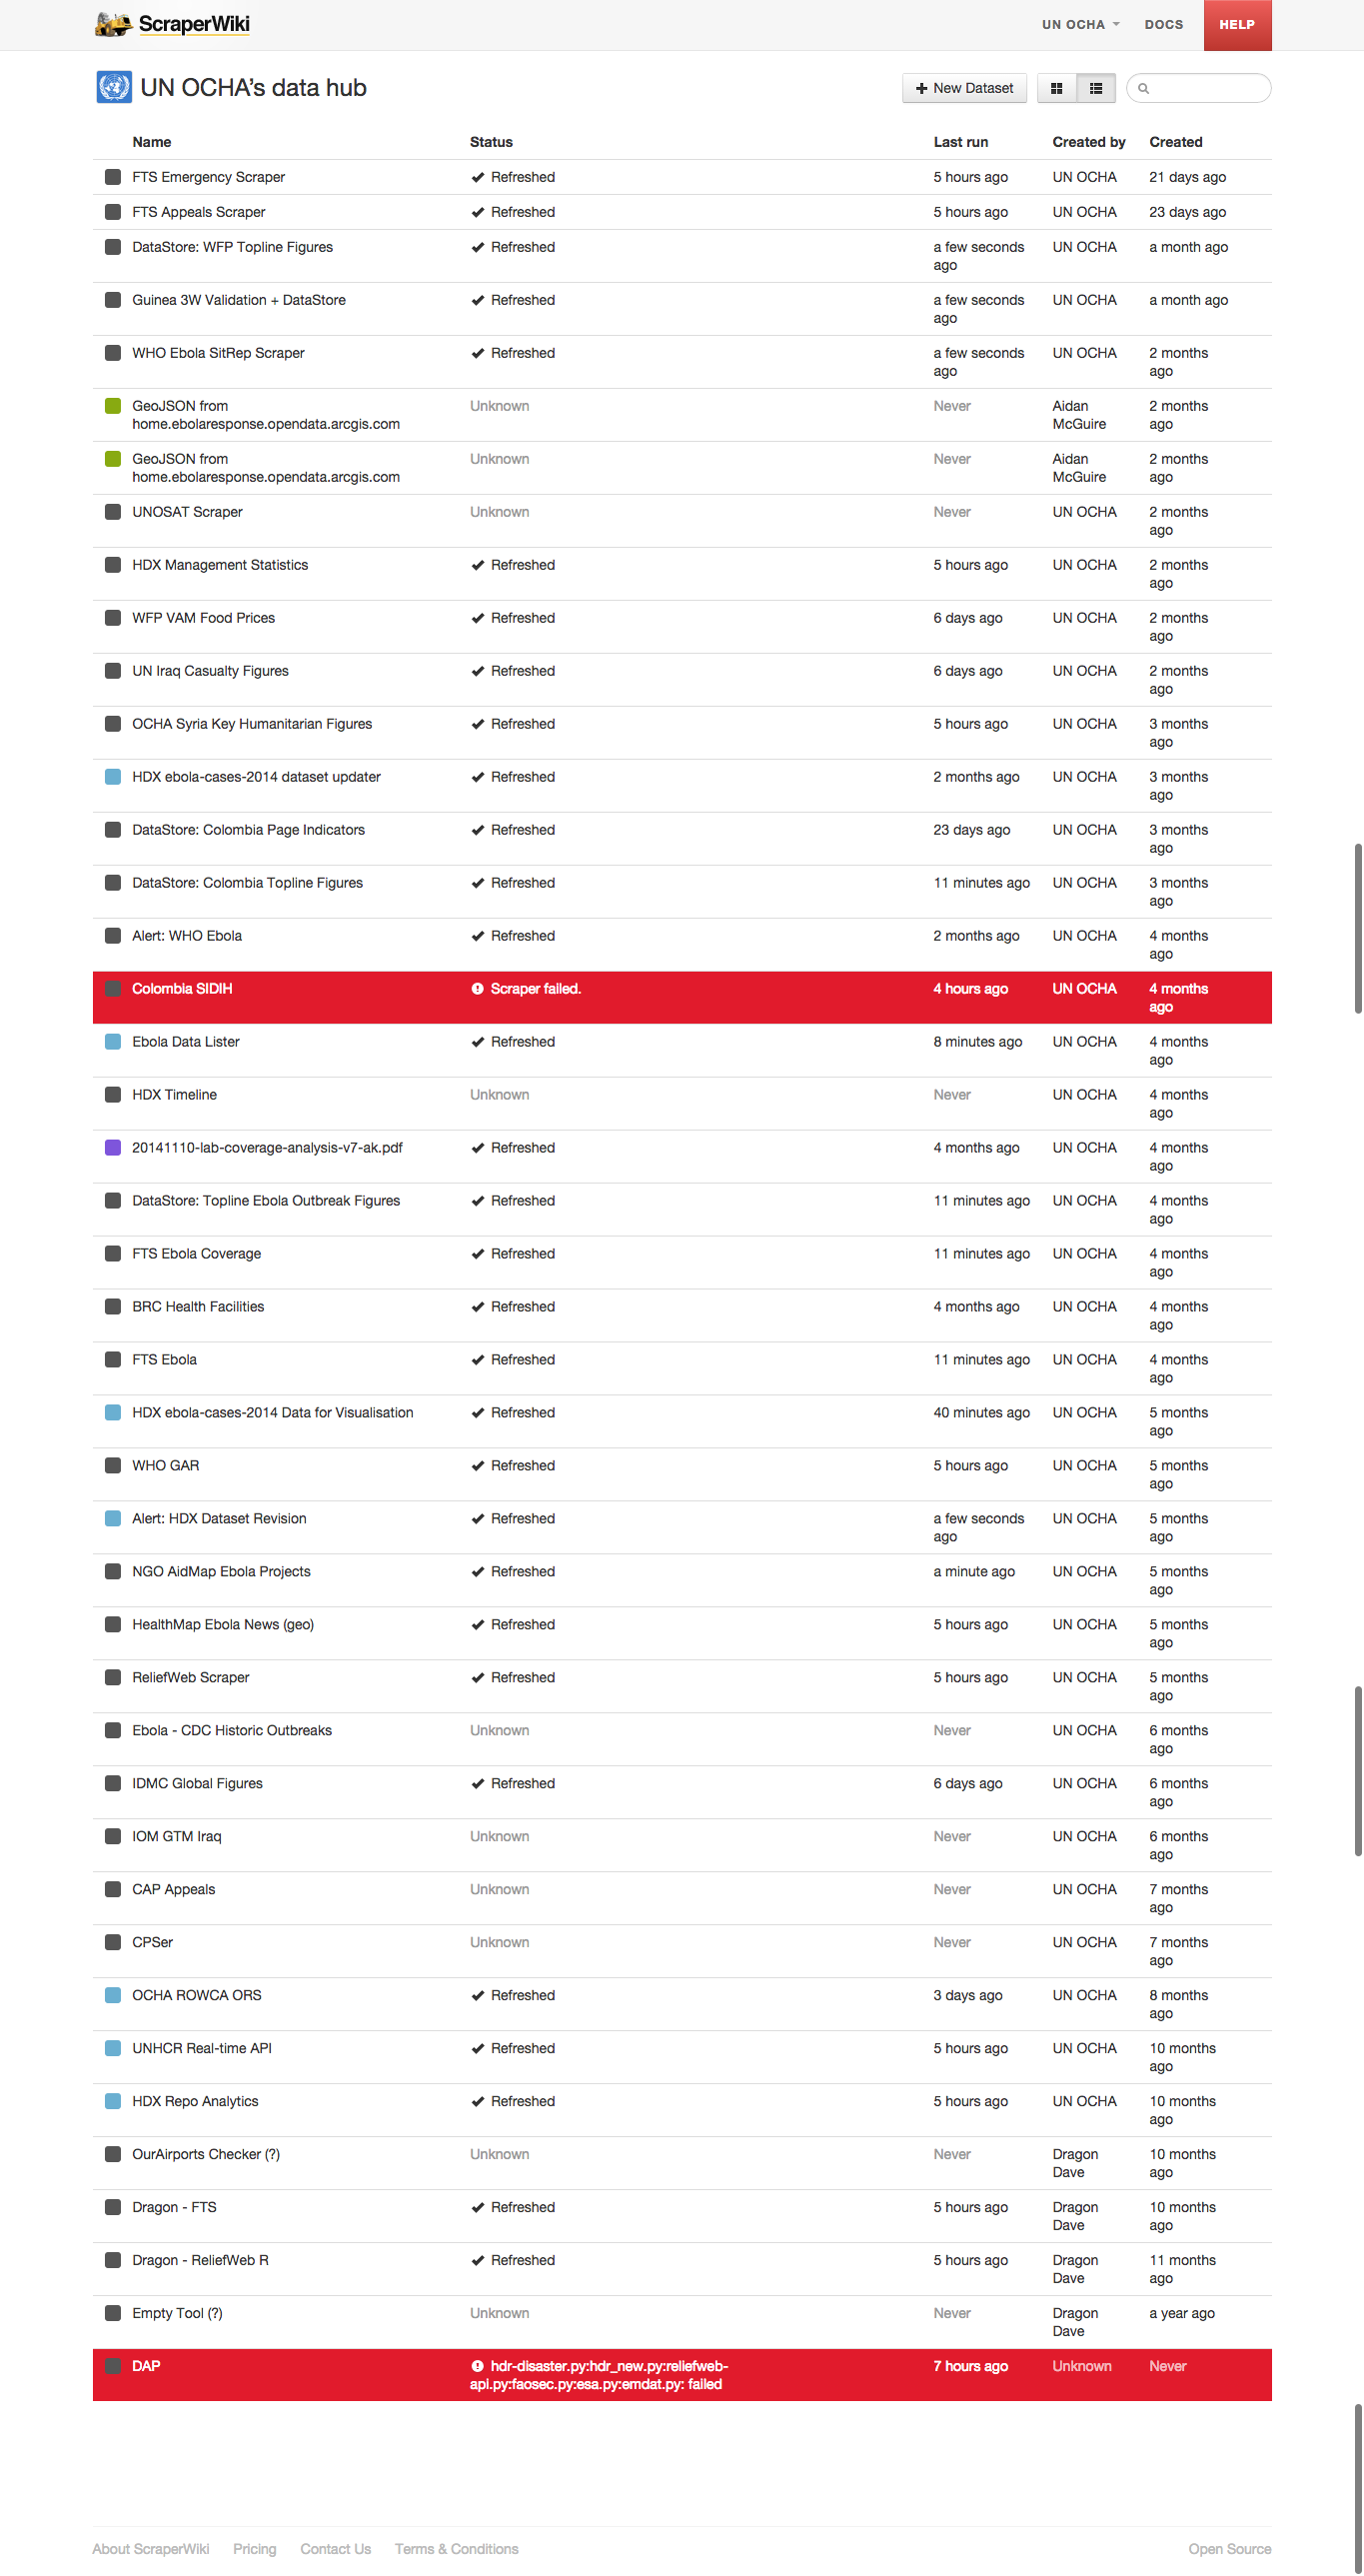 ScraperWiki UN OCHA DOCS HELP
UN OCHA's data hub New Dataset
Name Status Last run Created by Created
FTS Emergency Scraper Refreshed 5 hours ago UN OCHA 21 days ago
FTS Appeals Scraper Refreshed 5 hours ago UN OCHA 23 days ago
DataStore: WFP Topline Figures Refreshed a few seconds UN OCHA a month ago
ago
Guinea 3W Validation + DataStore Refreshed a few seconds UN OCHA a month ago
ago
WHO Ebola SitRep Scraper Refreshed a few seconds UN OCHA 2 months
ago ago
GeoJSON from Unknown Never Aidan 2 months
home.ebolaresponse.opendata.arcgis.com McGuire ago
GeoJSON from Unknown Never Aidan 2 months
home.ebolaresponse.opendata.arcgis.com McGuire ago
UNOSAT Scraper Unknown Never UN OCHA 2 months
ago
HDX Management Statistics Refreshed 5 hours ago UN OCHA 2 months
ago
WFP VAM Food Prices Refreshed 6 days ago UN OCHA 2 months
ago
UN Iraq Casualty Figures Refreshed 6 days ago UN OCHA 2 months
ago
OCHA Syria Key Humanitarian Figures Refreshed 5 hours ago UN OCHA 3 months
ago
HDX ebola-cases-2014 dataset updater Refreshed 2 months ago UN OCHA 3 months
ago
DataStore: Colombia Page Indicators Refreshed 23 days ago UN OCHA 3 months
ago
DataStore: Colombia Topline Figures Refreshed 11 minutes ago UN OCHA 3 months
ago
Alert: WHO Ebola Refreshed 2 months ago UN OCHA 4 months
ago
Colombia SIDIH Scraper failed. 4 hours ago UN OCHA 4 months
ago
Ebola Data Lister Refreshed 8 minutes ago UN OCHA 4 months
ago
HDX Timeline Unknown Never UN OCHA 4 months
ago
20141110-lab-coverage-analysis-v7-ak.pdf Refreshed 4 months ago UN OCHA 4 months
ago
DataStore: Topline Ebola Outbreak Figures Refreshed 11 minutes ago UN OCHA 4 months
ago
FTS Ebola Coverage Refreshed 11 minutes ago UN OCHA 4 months
ago
BRC Health Facilities Refreshed 4 months ago UN OCHA 4 months
ago
FTS Ebola Refreshed 11 minutes ago UN OCHA 4 months
ago
HDX ebola-cases-2014 Data for Visualisation Refreshed 40 minutes ago UN OCHA 5 months
ago
WHO GAR Refreshed 5 hours ago UN OCHA 5 months
ago
Alert: HDX Dataset Revision Refreshed a few seconds UN OCHA 5 months
ago ago
NGO AidMap Ebola Projects Refreshed a minute ago UN OCHA 5 months
ago
HealthMap Ebola News (geo) Refreshed 5 hours ago UN OCHA 5 months
ago
ReliefWeb Scraper Refreshed 5 hours ago UN OCHA 5 months
ago
Ebola - CDC Historic Outbreaks Unknown Never UN OCHA 6 months
ago
IDMC Global Figures Refreshed 6 days ago UN OCHA 6 months
ago
IOM GTM Iraq Unknown Never UN OCHA 6 months
ago
CAP Appeals Unknown Never UN OCHA 7 months
ago
CPSer Unknown Never UN OCHA 7 months
ago
OCHA ROWCA ORS Refreshed 3 days ago UN OCHA 8 months
ago
UNHCR Real-time API Refreshed 5 hours ago UN OCHA 10 months
ago
HDX Repo Analytics Refreshed 5 hours ago UN OCHA 10 months
ago
OurAirports Checker (?) Unknown Never Dragon 10 months
Dave ago
Dragon - FTS Refreshed 5 hours ago Dragon 10 months
Dave ago
Dragon - ReliefWeb R Refreshed 5 hours ago Dragon 11 months
Dave ago
Empty Tool (?) Unknown Never Dragon a year ago
Dave
DAP hdr-disaster.py:hdr_new.py:reliefweb- 7 hours ago Unknown Never
api.py:faosec.py:esa.py:emdat.py: failed
About ScraperWiki Pricing Contact Us Terms & Conditions Open Source